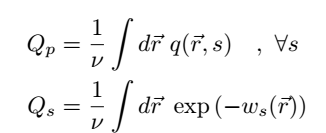 $Q_p = \frac{1}{\nu} \int d\vec{r} \; q(\vec{r}, s) \quad , \; \forall s$
$Q_s = \frac{1}{\nu} \int d\vec{r} \; \exp\left(-w_s(\vec{r})\right)$